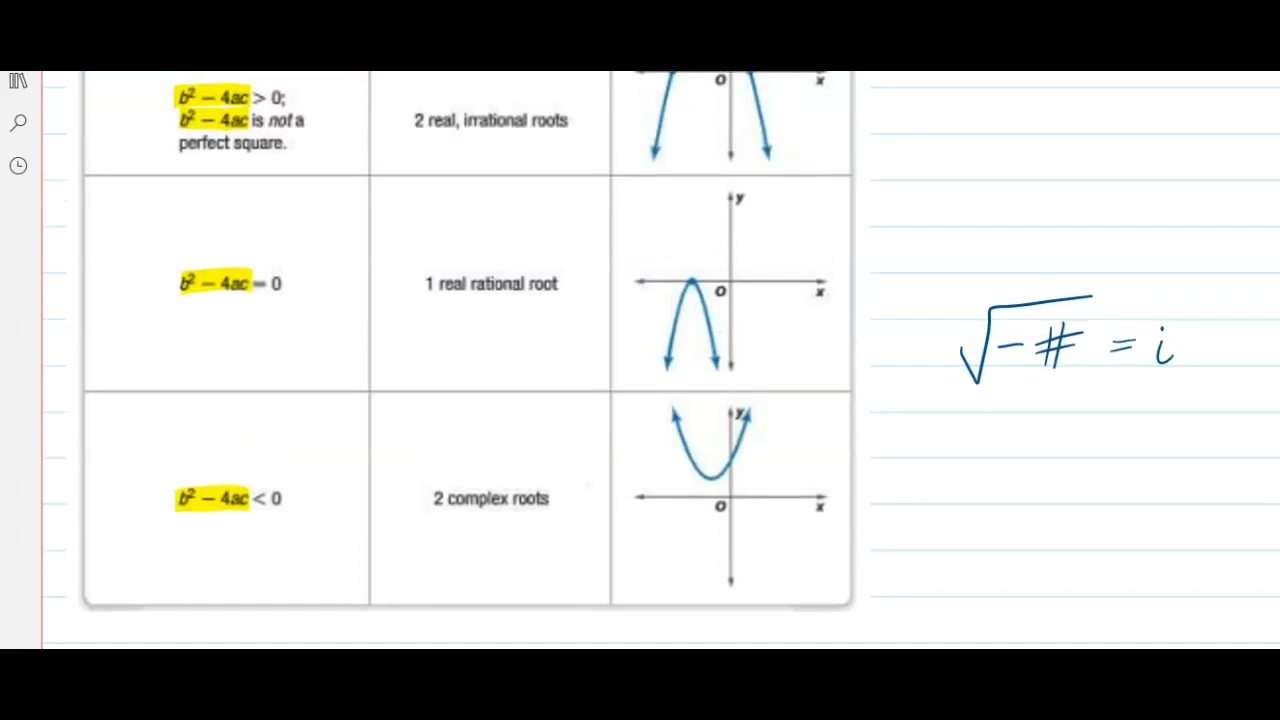 O
x
b² – 4ac > 0;
b² – 4ac is not a
perfect square.
2 real, irrational roots
y
b² – 4ac = 0
1 real rational root
O
x
√-# = i
y
b² – 4ac < 0
2 complex roots
O
x